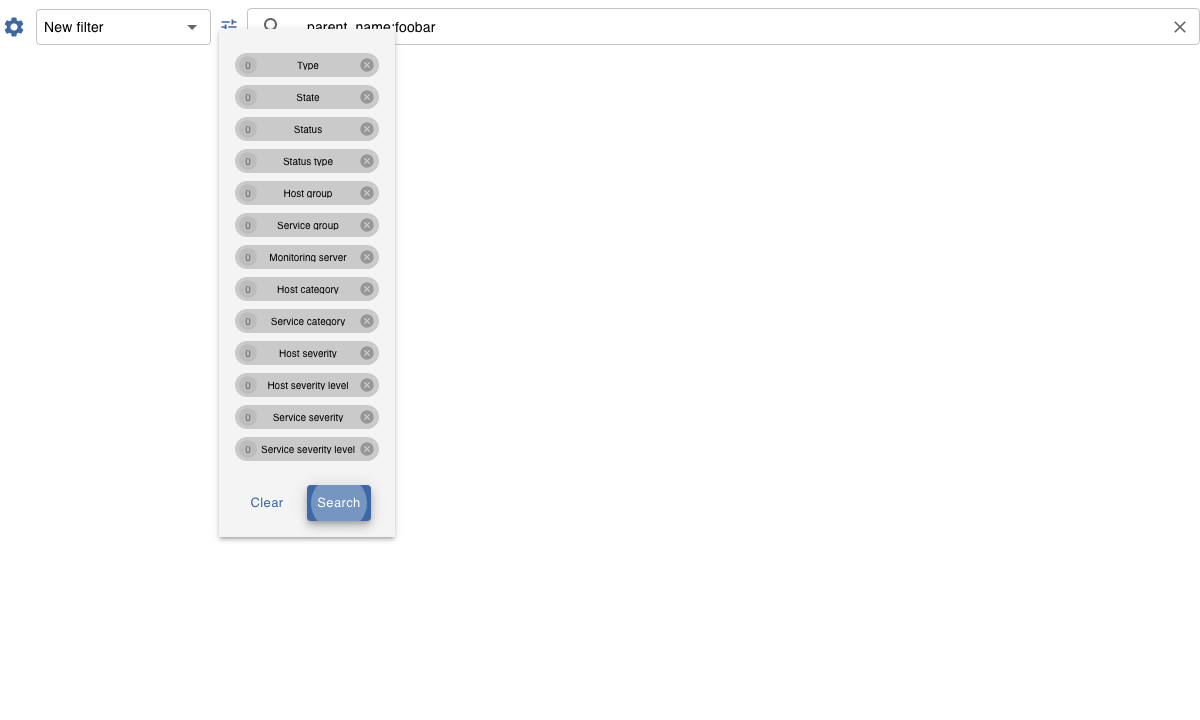 New filter
parent_name:foobar
0 Type
0 State
0 Status
0 Status type
0 Host group
0 Service group
0 Monitoring server
0 Host category
0 Service category
0 Host severity
0 Host severity level
0 Service severity
0 Service severity level
Clear Search